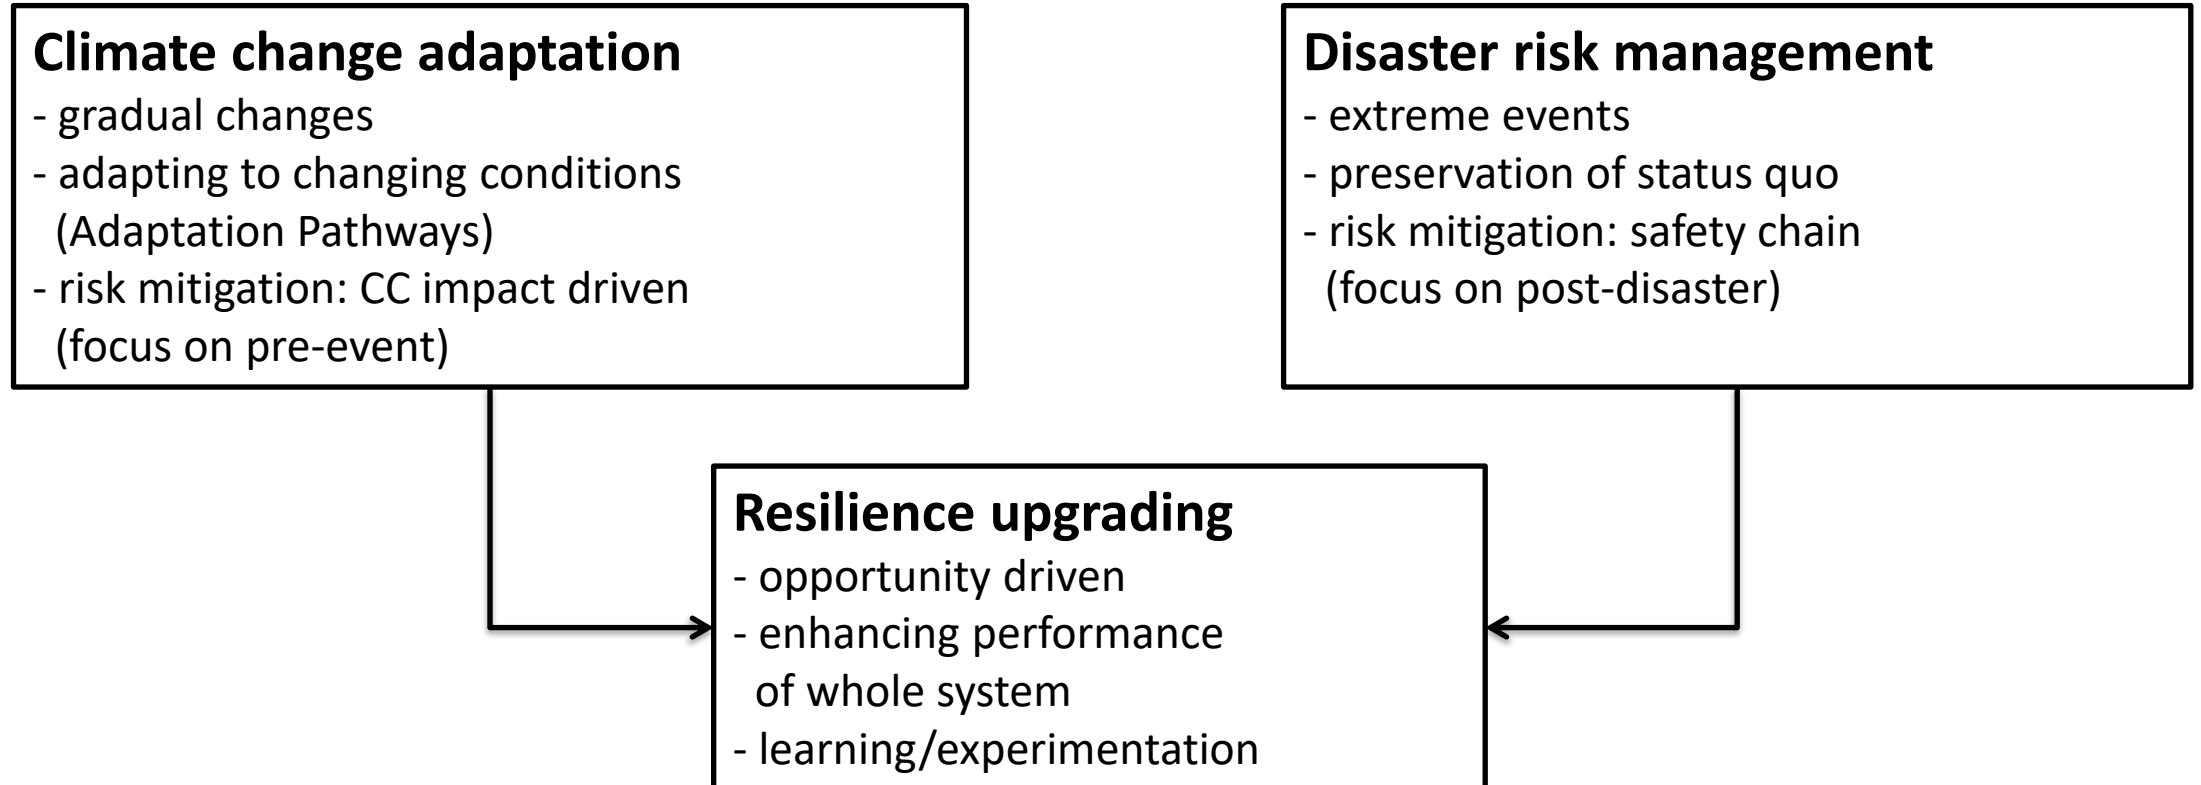 Climate change adaptation
- gradual changes
- adapting to changing conditions
(Adaptation Pathways)
- risk mitigation: CC impact driven
(focus on pre-event)
Disaster risk management
- extreme events
- preservation of status quo
- risk mitigation: safety chain
(focus on post-disaster)
Resilience upgrading
- opportunity driven
- enhancing performance
of whole system
- learning/experimentation